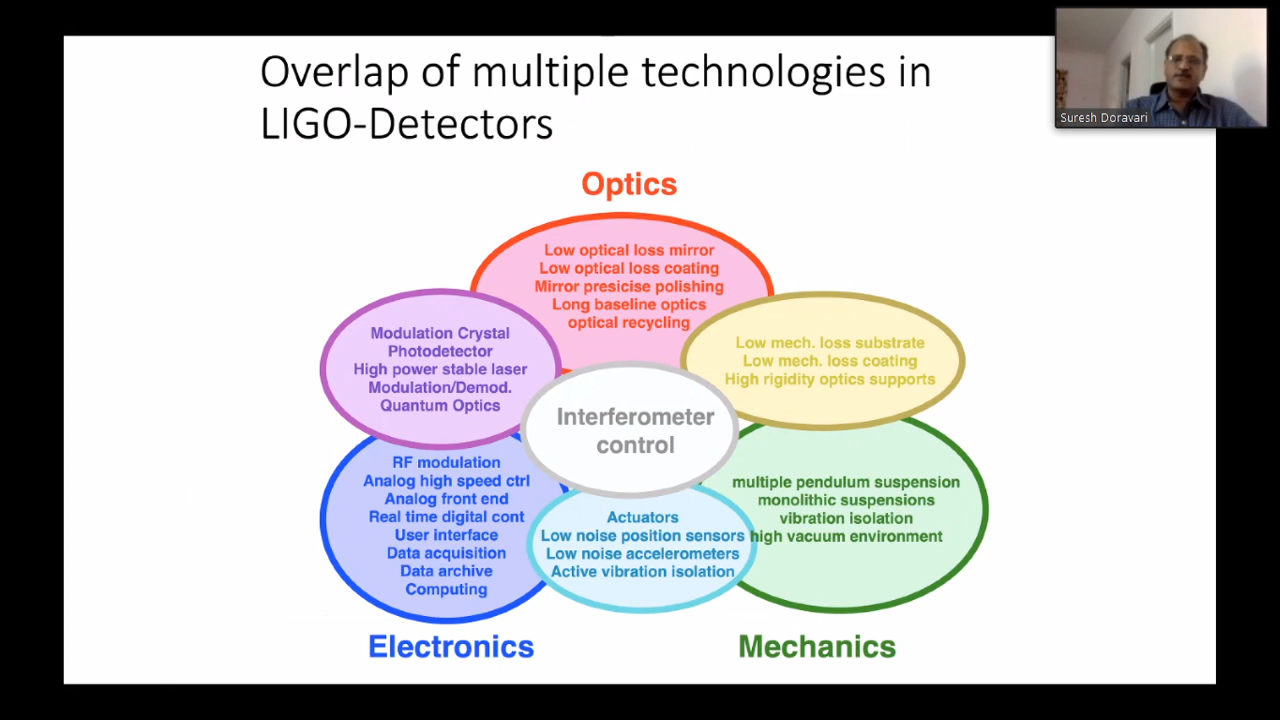 Overlap of multiple technologies in
LIGO-Detectors
Suresh Doravari
Optics
Low optical loss mirror
Low optical loss coating
Mirror presicise polishing
Long baseline optics
optical recycling
Modulation Crystal
Photodetector
High power stable laser
Modulation/Demod.
Quantum Optics
Low mech. loss substrate
Low mech. loss coating
High rigidity optics supports
Interferometer
control
RF modulation
Analog high speed ctrl
Analog front end
Real time digital cont
User interface
Data acquisition
Data archive
Computing
Actuators
Low noise position sensors
Low noise accelerometers
Active vibration isolation
multiple pendulum suspension
monolithic suspensions
vibration isolation
high vacuum environment
Electronics
Mechanics